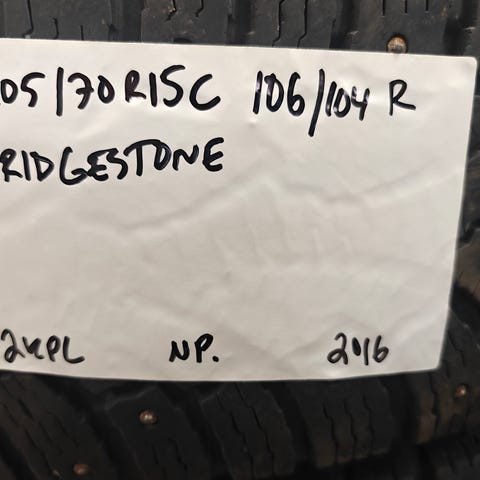 05/70R15C 106/104 R
RIDGESTONE
2KPL NP. 2016